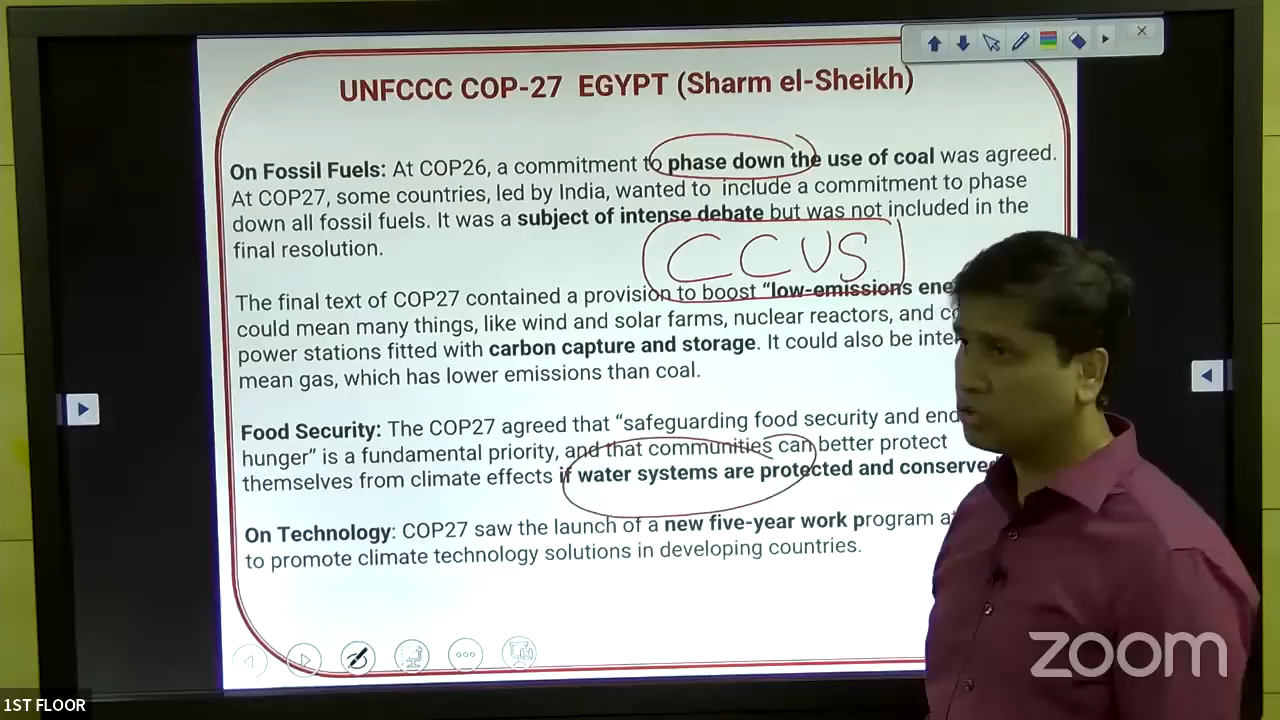 UNFCCC COP-27 EGYPT (Sharm el-Sheikh)
On Fossil Fuels: At COP26, a commitment to phase down the use of coal was agreed.
At COP27, some countries, led by India, wanted to include a commitment to phase
down all fossil fuels. It was a subject of intense debate but was not included in the
final resolution.
CCUS
The final text of COP27 contained a provision to boost "low-emissions
could mean many things, like wind and solar farms, nuclear reactors, and
power stations fitted with carbon capture and storage. It could also be
mean gas, which has lower emissions than coal.
Food Security: The COP27 agreed that "safeguarding food security and
hunger" is a fundamental priority, and that communities can better protect
themselves from climate effects if water systems are protected and conserved
On Technology: COP27 saw the launch of a new five-year work program
to promote climate technology solutions in developing countries.
zoom
1ST FLOOR